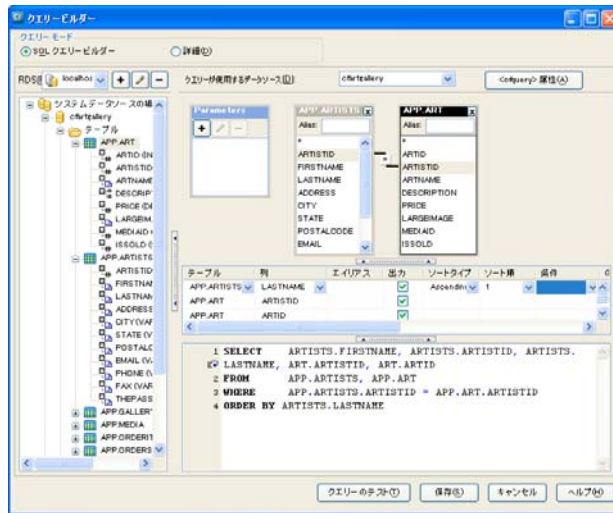 クエリービルダー
クエリー モード
SQL クエリービルダー
詳細(D)
RDS@ localhos
クエリーが使用するデータソース(D)
cfartgallery
<cfquery> 属性(A)
システムデータソースの場
cfartgallery
テーブル
APP.ART
ARTID (IN
ARTISTID
ARTNAME
DESCRIPT
PRICE (DE
LARGEIM
MEDIAID (
ISSOLD (
APP.ARTISTS
ARTISTID
FIRSTNAM
LASTNAM
ADDRESS
CITY(VAR
STATE (V
POSTALC
EMAIL (V
PHONE (V
FAX (VAR
THEPASS
APP.GALLER
APP.MEDIA
APP.ORDERIT
APP.ORDERS
Parameters
APP.ARTISTS
Alias:
*
ARTISTID
FIRSTNAME
LASTNAME
ADDRESS
CITY
STATE
POSTALCODE
EMAIL
APP.ART
Alias:
*
ARTID
ARTISTID
ARTNAME
DESCRIPTION
PRICE
LARGEIMAGE
MEDIAID
ISSOLD
テーブル 列 エイリアス 出力 ソートタイプ ソート順 条件
APP.ARTISTS LASTNAME Ascending 1
APP.ART ARTISTID
APP.ART ARTID
1 SELECT ARTISTS.FIRSTNAME, ARTISTS.ARTISTID, ARTISTS.
LASTNAME, ART.ARTISTID, ART.ARTID
2 FROM APP.ARTISTS, APP.ART
3 WHERE APP.ARTISTS.ARTISTID = APP.ART.ARTISTID
4 ORDER BY ARTISTS.LASTNAME
クエリーのテスト(T)
保存(S)
キャンセル
ヘルプ(H)